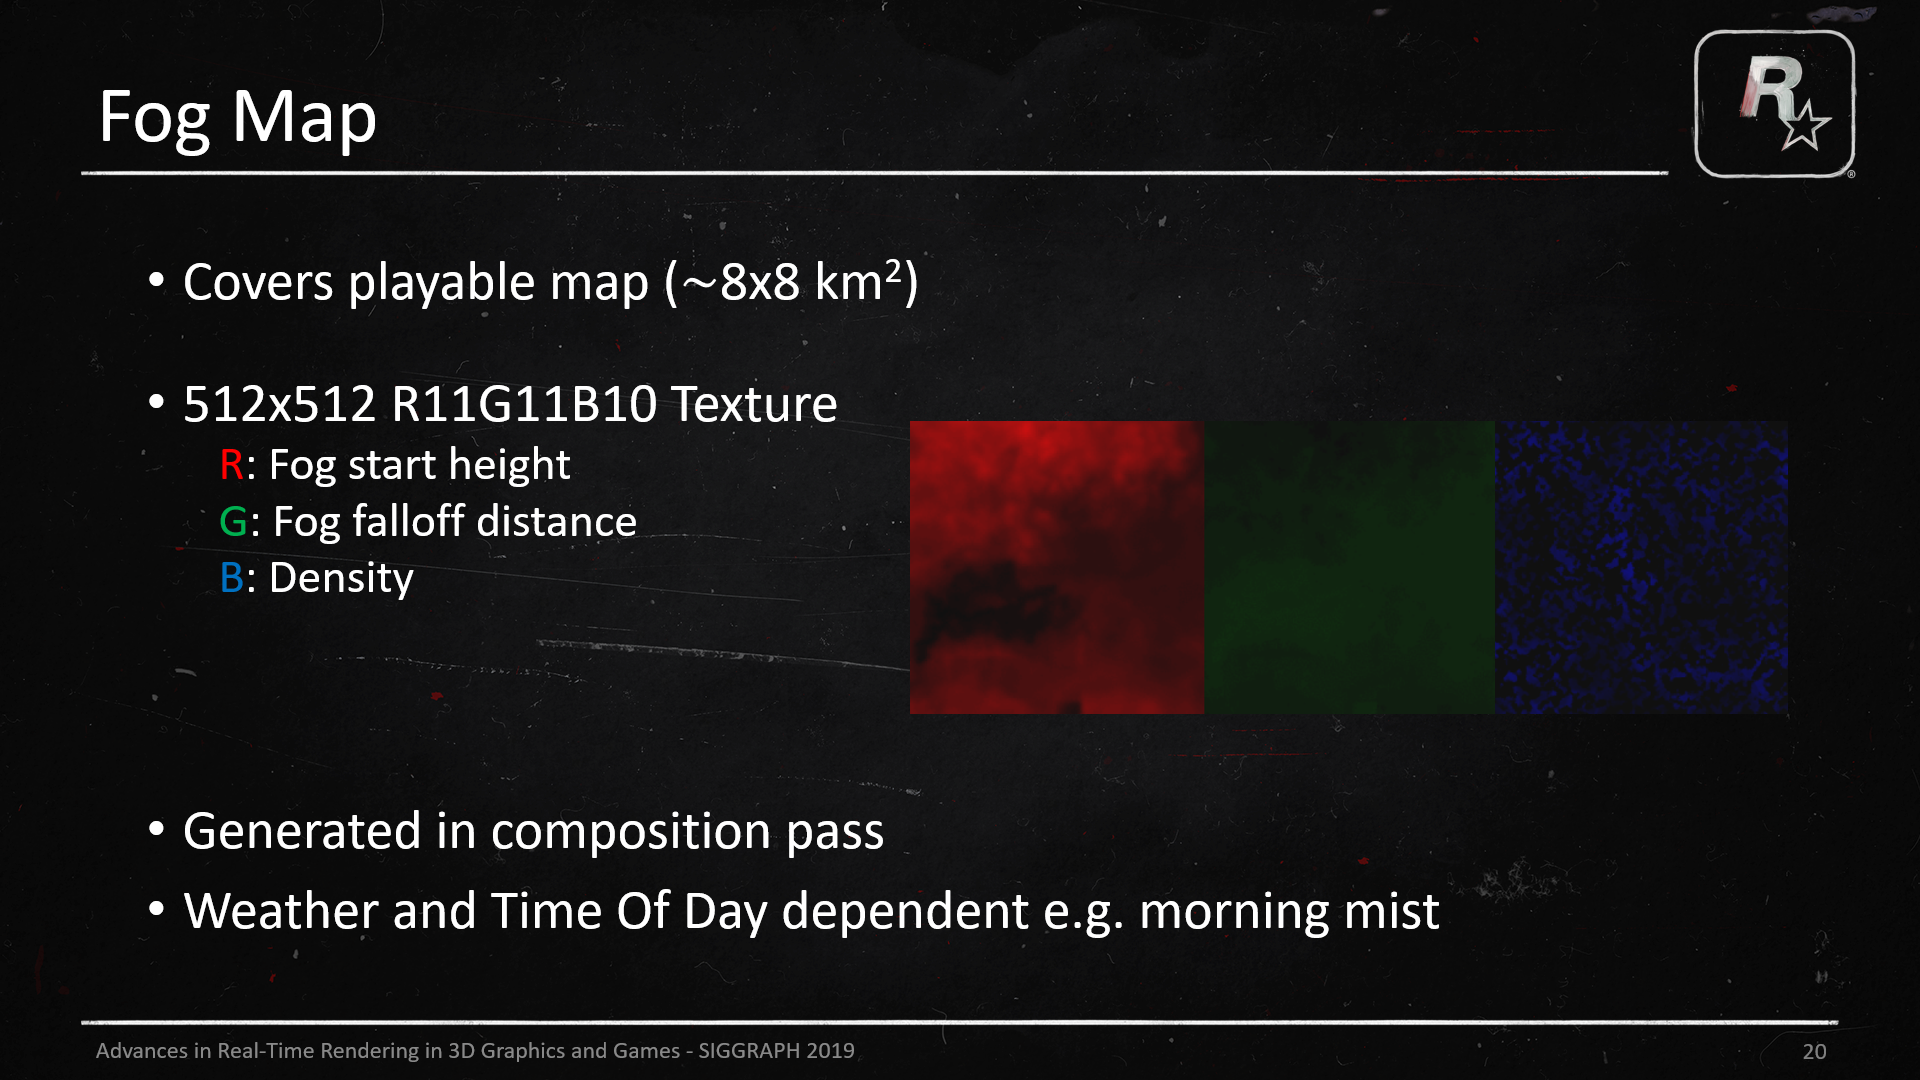 Fog Map
R
®
• Covers playable map (~8x8 km²)
• 512x512 R11G11B10 Texture
R: Fog start height
G: Fog falloff distance
B: Density
• Generated in composition pass
• Weather and Time Of Day dependent e.g. morning mist
Advances in Real-Time Rendering in 3D Graphics and Games - SIGGRAPH 2019
20